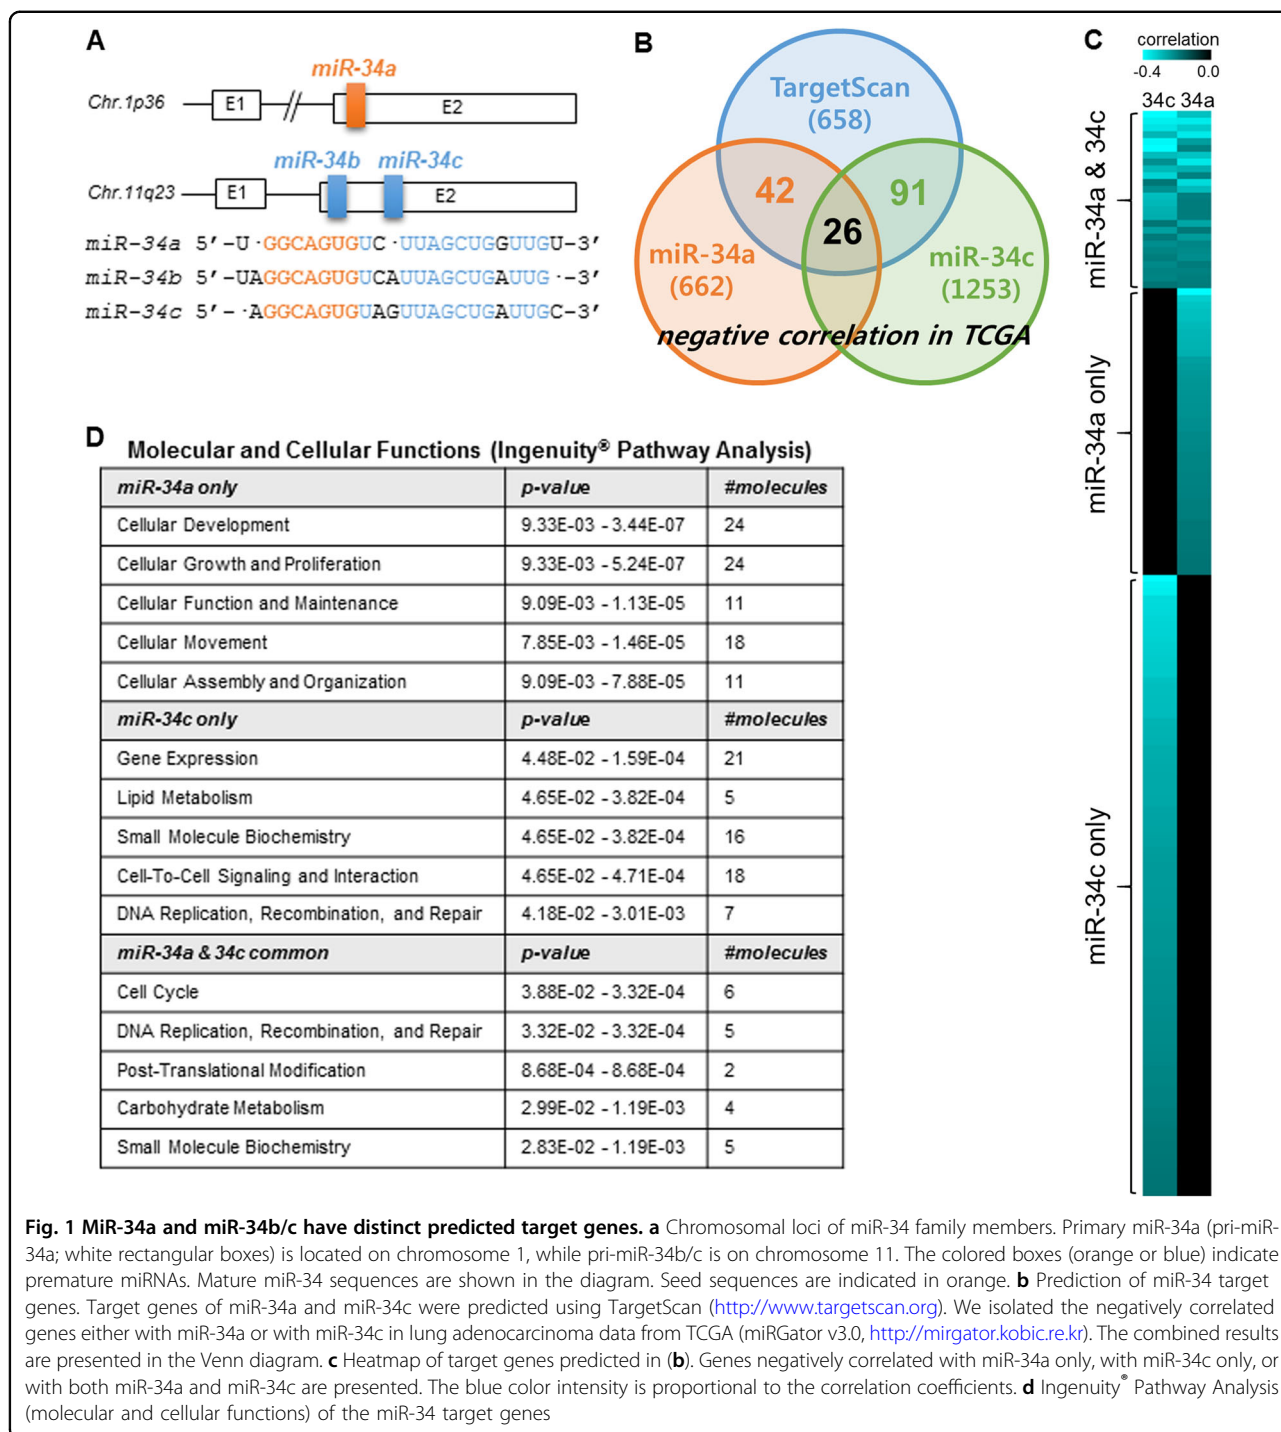 A
miR-34a
Chr.1p36
E1
E2
miR-34b
miR-34c
Chr.11q23
E1
E2
miR-34a 5′-U·GGCAGUGUC·UUAGCUGGUUGU-3′
miR-34b 5′-UAGGCAGUGUCAUUAGCUGAUUG·-3′
miR-34c 5′-·AGGCAGUGUAGUUAGCUGAUUGC-3′
B
TargetScan
(658)
42
91
26
miR-34a
(662)
miR-34c
(1253)
negative correlation in TCGA
C
correlation
-0.4 0.0
34c 34a
miR-34a & 34c
miR-34a only
miR-34c only
D
Molecular and Cellular Functions (Ingenuity® Pathway Analysis)
miR-34a only p-value #molecules
Cellular Development 9.33E-03 - 3.44E-07 24
Cellular Growth and Proliferation 9.33E-03 - 5.24E-07 24
Cellular Function and Maintenance 9.09E-03 - 1.13E-05 11
Cellular Movement 7.85E-03 - 1.46E-05 18
Cellular Assembly and Organization 9.09E-03 - 7.88E-05 11
miR-34c only p-value #molecules
Gene Expression 4.48E-02 - 1.59E-04 21
Lipid Metabolism 4.65E-02 - 3.82E-04 5
Small Molecule Biochemistry 4.65E-02 - 3.82E-04 16
Cell-To-Cell Signaling and Interaction 4.65E-02 - 4.71E-04 18
DNA Replication, Recombination, and Repair 4.18E-02 - 3.01E-03 7
miR-34a & 34c common p-value #molecules
Cell Cycle 3.88E-02 - 3.32E-04 6
DNA Replication, Recombination, and Repair 3.32E-02 - 3.32E-04 5
Post-Translational Modification 8.68E-04 - 8.68E-04 2
Carbohydrate Metabolism 2.99E-02 - 1.19E-03 4
Small Molecule Biochemistry 2.83E-02 - 1.19E-03 5
Fig. 1 MiR-34a and miR-34b/c have distinct predicted target genes. a Chromosomal loci of miR-34 family members. Primary miR-34a (pri-miR-
34a; white rectangular boxes) is located on chromosome 1, while pri-miR-34b/c is on chromosome 11. The colored boxes (orange or blue) indicate
premature miRNAs. Mature miR-34 sequences are shown in the diagram. Seed sequences are indicated in orange. b Prediction of miR-34 target
genes. Target genes of miR-34a and miR-34c were predicted using TargetScan (http://www.targetscan.org). We isolated the negatively correlated
genes either with miR-34a or with miR-34c in lung adenocarcinoma data from TCGA (miRGator v3.0, http://mirgator.kobic.re.kr). The combined results
are presented in the Venn diagram. c Heatmap of target genes predicted in (b). Genes negatively correlated with miR-34a only, with miR-34c only, or
with both miR-34a and miR-34c are presented. The blue color intensity is proportional to the correlation coefficients. d Ingenuity® Pathway Analysis
(molecular and cellular functions) of the miR-34 target genes